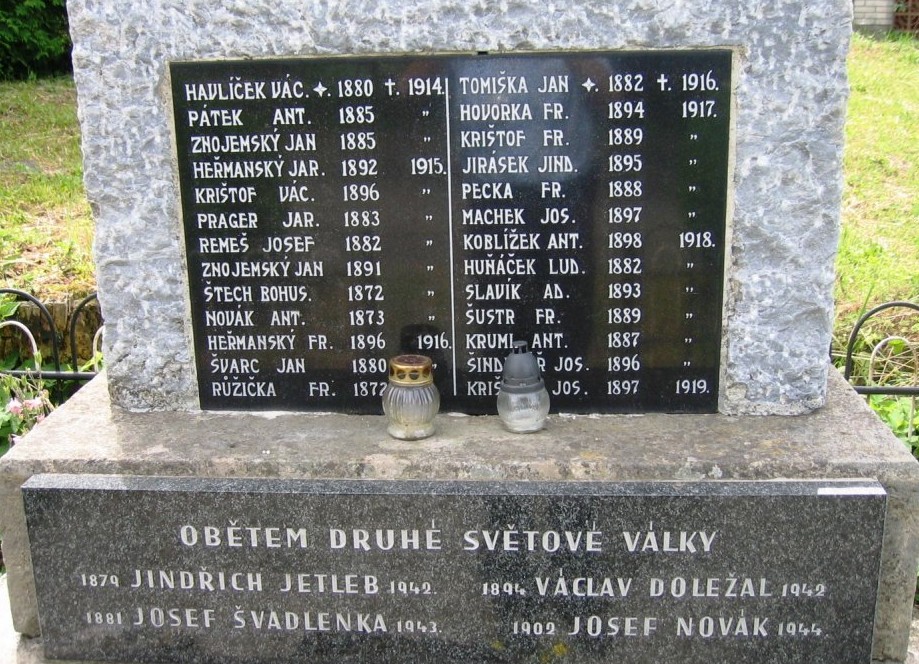 HAVLÍČEK VÁC. ✦ 1880 † 1914.
PÁTEK ANT. 1885 "
ZNOJEMSKÝ JAN 1885 "
HEŘMANSKÝ JAR. 1892 1915.
KRIŠTOF VÁC. 1896 "
PRAGER JAR. 1883 "
REMEŠ JOSEF 1882 "
ZNOJEMSKÝ JAN 1891 "
ŠTECH BOHUS. 1872 "
NOVÁK ANT. 1873 "
HEŘMANSKÝ FR. 1896 1916.
ŠVARC JAN 1880
RŮŽIČKA FR.
TOMIŠKA JAN ✦ 1882 † 1916.
HOVORKA FR. 1894 1917.
KRIŠTOF FR. 1889 "
JIRÁSEK JIND. 1895 "
PECKA FR. 1888 "
MACHEK JOS. 1897 "
KOBLÍŽEK ANT. 1898 1918.
HUŇÁČEK LUD. 1882 "
SLAVÍK AD. 1893 "
ŠUSTR FR. 1889 "
ANT. 1887 "
JOS. 1896 "
JOS. 1897 1919.
OBĚTEM DRUHÉ SVĚTOVÉ VÁLKY
1879 JINDŘICH JETLEB 1942.
1881 JOSEF ŠVADLENKA 1943.
1894 VÁCLAV DOLEŽAL 1942
1902 JOSEF NOVÁK 1944.